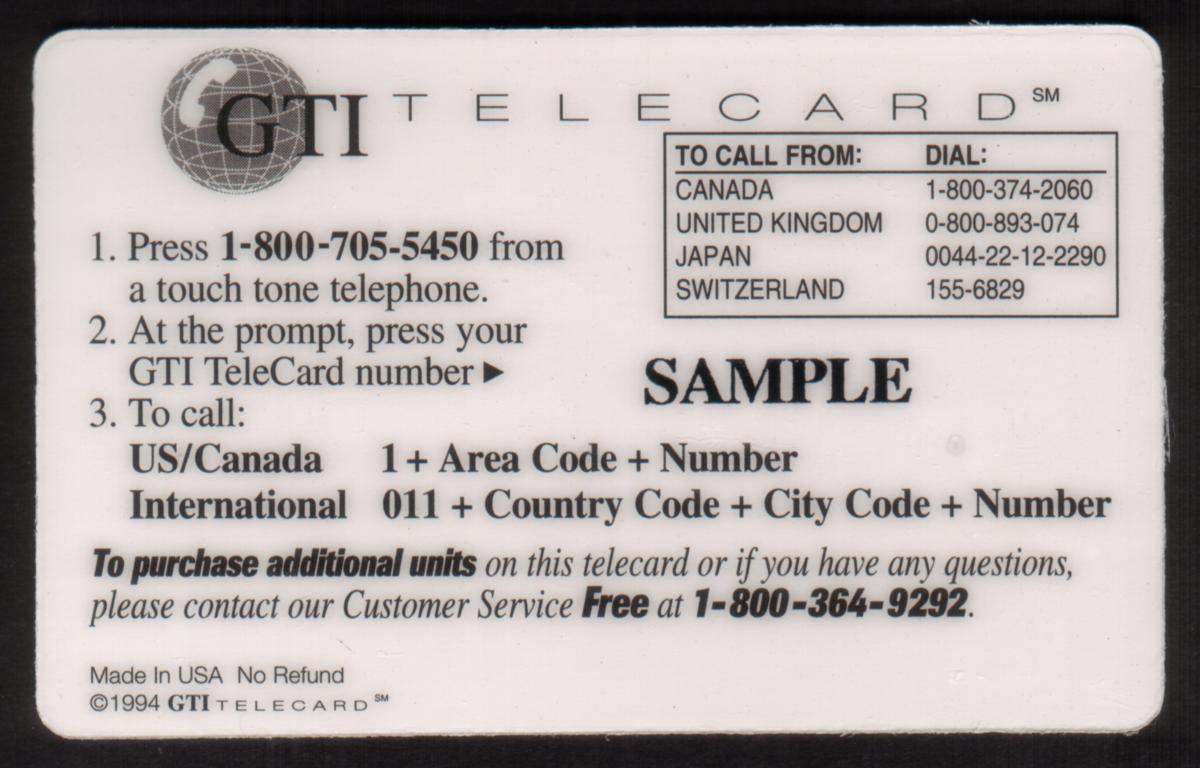 GTI TELECARD℠
TO CALL FROM: DIAL:
CANADA 1-800-374-2060
UNITED KINGDOM 0-800-893-074
JAPAN 0044-22-12-2290
SWITZERLAND 155-6829
1. Press 1-800-705-5450 from
a touch tone telephone.
2. At the prompt, press your
GTI TeleCard number ▶
SAMPLE
3. To call:
US/Canada 1 + Area Code + Number
International 011 + Country Code + City Code + Number
To purchase additional units on this telecard or if you have any questions,
please contact our Customer Service Free at 1-800-364-9292.
Made In USA No Refund
©1994 GTI TELECARD℠